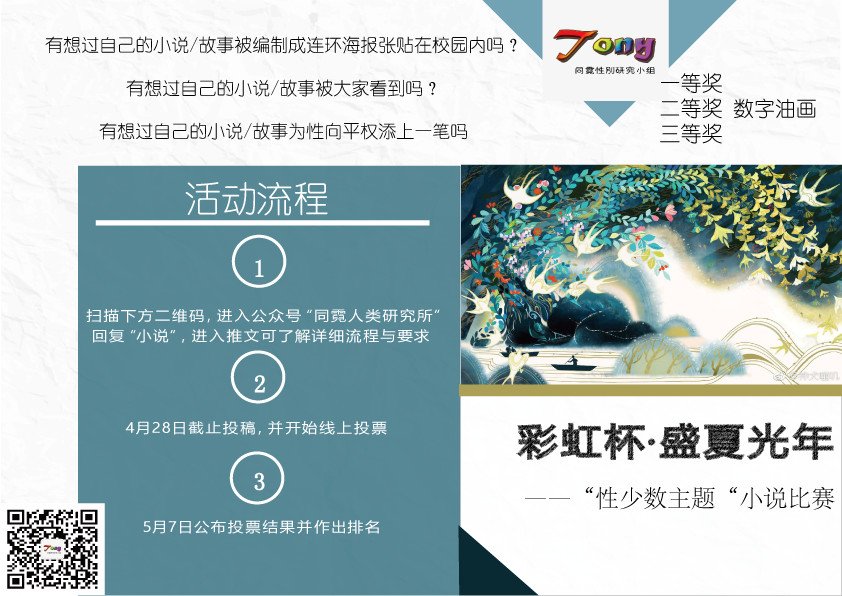 有想过自己的小说/故事被编制成连环海报张贴在校园内吗？
有想过自己的小说/故事被大家看到吗？
有想过自己的小说/故事为性向平权添上一笔吗
Tony
同霓性别研究小组
一等奖
二等奖 数字油画
三等奖
活动流程
1
扫描下方二维码，进入公众号“同霓人类研究所”
回复“小说”，进入推文可了解详细流程与要求
2
4月28日截止投稿，并开始线上投票
3
5月7日公布投票结果并作出排名
彩虹杯·盛夏光年
——“性少数主题“小说比赛